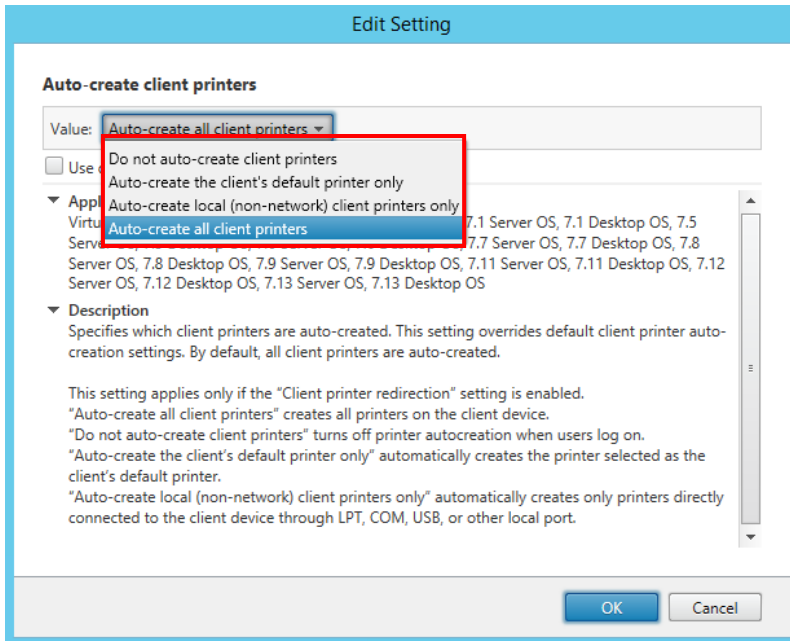 Edit Setting
Auto-create client printers
Value: Auto-create all client printers
Do not auto-create client printers
Use
Auto-create the client's default printer only
Auto-create local (non-network) client printers only
Auto-create all client printers
Virtu 7.1 Server OS, 7.1 Desktop OS, 7.5
Serve 7.7 Server OS, 7.7 Desktop OS, 7.8
Server OS, 7.8 Desktop OS, 7.9 Server OS, 7.9 Desktop OS, 7.11 Server OS, 7.11 Desktop OS, 7.12
Server OS, 7.12 Desktop OS, 7.13 Server OS, 7.13 Desktop OS
Description
Specifies which client printers are auto-created. This setting overrides default client printer auto-
creation settings. By default, all client printers are auto-created.
This setting applies only if the “Client printer redirection” setting is enabled.
“Auto-create all client printers” creates all printers on the client device.
“Do not auto-create client printers” turns off printer autocreation when users log on.
“Auto-create the client’s default printer only” automatically creates the printer selected as the
client’s default printer.
“Auto-create local (non-network) client printers only” automatically creates only printers directly
connected to the client device through LPT, COM, USB, or other local port.
OK Cancel